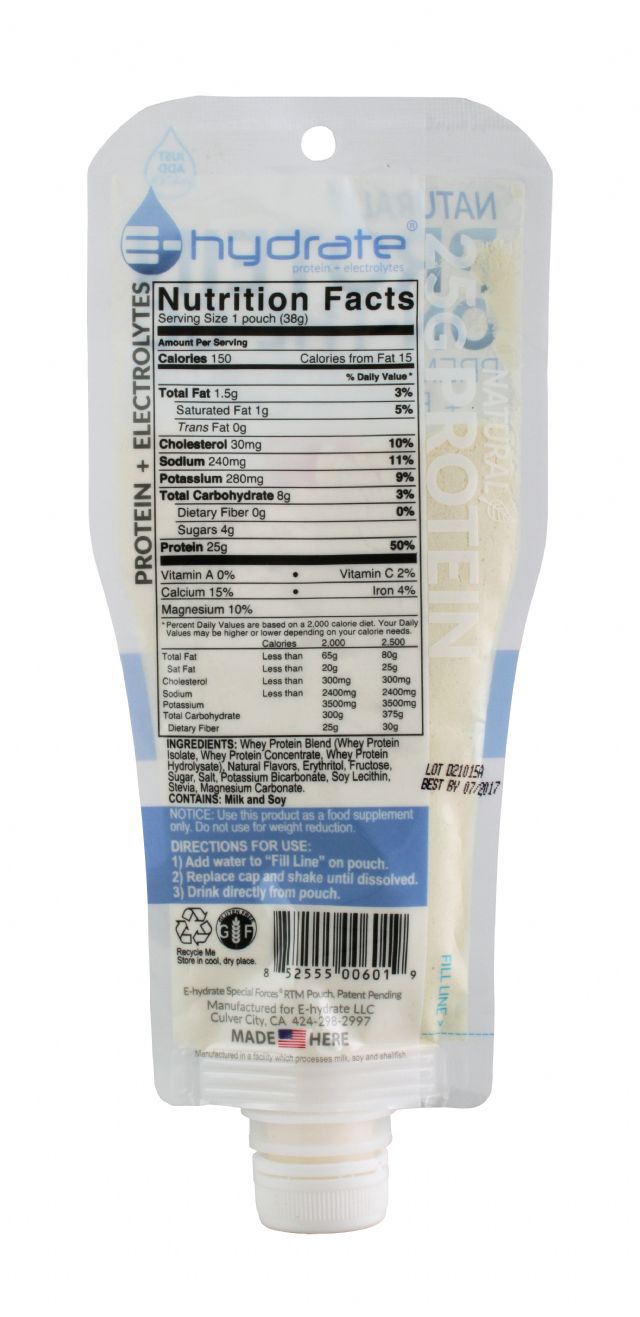 JUST
ADD
NATURAL
E-hydrate®
protein + electrolytes
PROTEIN + ELECTROLYTES
25G PROTEIN
NATURAL
Nutrition Facts
Serving Size 1 pouch (38g)
Amount Per Serving
Calories 150 Calories from Fat 15
% Daily Value*
Total Fat 1.5g 3%
Saturated Fat 1g 5%
Trans Fat 0g
Cholesterol 30mg 10%
Sodium 240mg 11%
Potassium 280mg 9%
Total Carbohydrate 8g 3%
Dietary Fiber 0g 0%
Sugars 4g
Protein 25g 50%
Vitamin A 0% • Vitamin C 2%
Calcium 15% • Iron 4%
Magnesium 10%
*Percent Daily Values are based on a 2,000 calorie diet. Your Daily
Values may be higher or lower depending on your calorie needs.
Calories 2,000 2,500
Total Fat Less than 65g 80g
Sat Fat Less than 20g 25g
Cholesterol Less than 300mg 300mg
Sodium Less than 2400mg 2400mg
Potassium 3500mg 3500mg
Total Carbohydrate 300g 375g
Dietary Fiber 25g 30g
INGREDIENTS: Whey Protein Blend (Whey Protein
Isolate, Whey Protein Concentrate, Whey Protein
Hydrolysate), Natural Flavors, Erythritol, Fructose,
Sugar, Salt, Potassium Bicarbonate, Soy Lecithin,
Stevia, Magnesium Carbonate.
CONTAINS: Milk and Soy
LOT D21015A
BEST BY 07/2017
NOTICE: Use this product as a food supplement
only. Do not use for weight reduction.
DIRECTIONS FOR USE:
1) Add water to "Fill Line" on pouch.
2) Replace cap and shake until dissolved.
3) Drink directly from pouch.
GLUTEN FREE
G F
Recycle Me
Store in cool, dry place.
8 52555 00601 9
FILL LINE >
E-hydrate Special Forces® RTM Pouch, Patent Pending
Manufactured for E-hydrate LLC
Culver City, CA 424-298-2997
MADE HERE
Manufactured in a facility which processes milk, soy and shellfish.